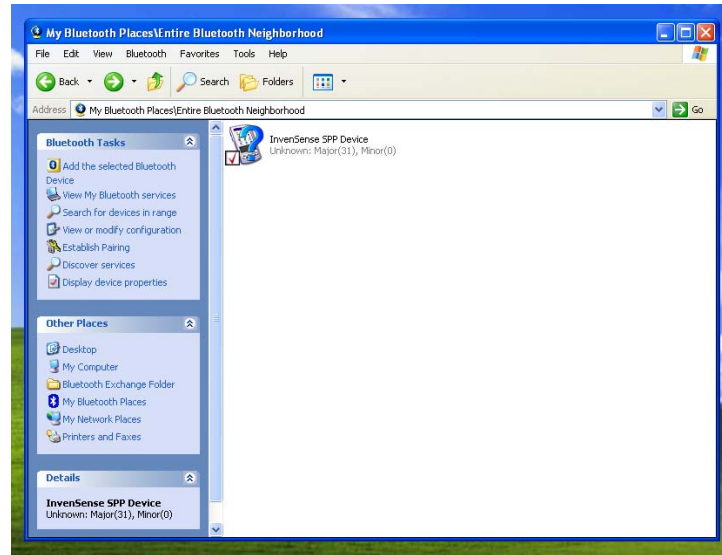 My Bluetooth Places\Entire Bluetooth Neighborhood
File Edit View Bluetooth Favorites Tools Help
Back Search Folders
Address My Bluetooth Places\Entire Bluetooth Neighborhood Go
Bluetooth Tasks
Add the selected Bluetooth
Device
View My Bluetooth services
Search for devices in range
View or modify configuration
Establish Pairing
Discover services
Display device properties
Other Places
Desktop
My Computer
Bluetooth Exchange Folder
My Bluetooth Places
My Network Places
Printers and Faxes
Details
InvenSense SPP Device
Unknown: Major(31), Minor(0)
InvenSense SPP Device
Unknown: Major(31), Minor(0)